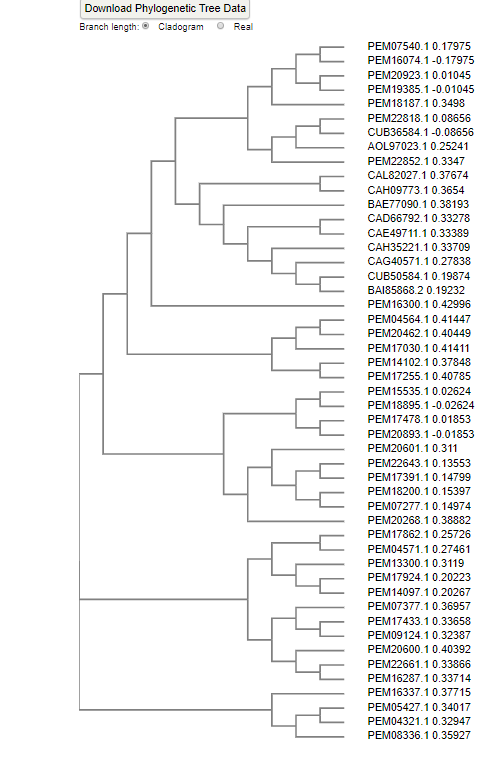 Download Phylogenetic Tree Data
Branch length: Cladogram Real
PEM07540.1 0.17975
PEM16074.1 -0.17975
PEM20923.1 0.01045
PEM19385.1 -0.01045
PEM18187.1 0.3498
PEM22818.1 0.08656
CUB36584.1 -0.08656
AOL97023.1 0.25241
PEM22852.1 0.3347
CAL82027.1 0.37674
CAH09773.1 0.3654
BAE77090.1 0.38193
CAD66792.1 0.33278
CAE49711.1 0.33389
CAH35221.1 0.33709
CAG40571.1 0.27838
CUB50584.1 0.19874
BAI85868.2 0.19232
PEM16300.1 0.42996
PEM04564.1 0.41447
PEM20462.1 0.40449
PEM17030.1 0.41411
PEM14102.1 0.37848
PEM17255.1 0.40785
PEM15535.1 0.02624
PEM18895.1 -0.02624
PEM17478.1 0.01853
PEM20893.1 -0.01853
PEM20601.1 0.311
PEM22643.1 0.13553
PEM17391.1 0.14799
PEM18200.1 0.15397
PEM07277.1 0.14974
PEM20268.1 0.38882
PEM17862.1 0.25726
PEM04571.1 0.27461
PEM13300.1 0.3119
PEM17924.1 0.20223
PEM14097.1 0.20267
PEM07377.1 0.36957
PEM17433.1 0.33658
PEM09124.1 0.32387
PEM20600.1 0.40392
PEM22661.1 0.33866
PEM16287.1 0.33714
PEM16337.1 0.37715
PEM05427.1 0.34017
PEM04321.1 0.32947
PEM08336.1 0.35927